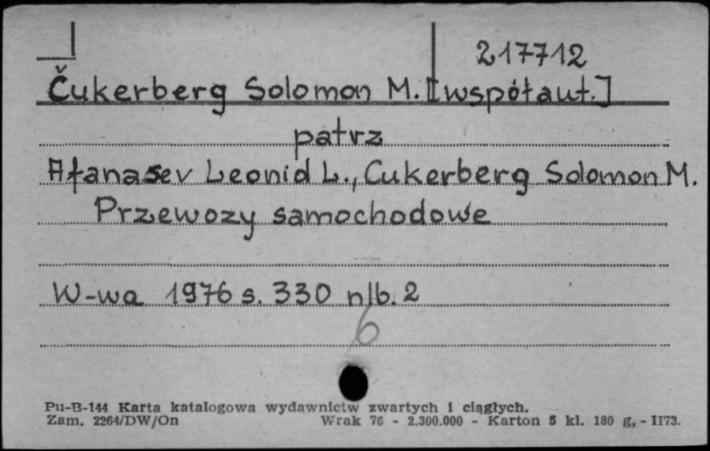 217712
Čukerberg Solomon M. [współaut.]
patrz
Afanasev Leonid L., Cukerberg Solomon M.
Przewozy samochodowe
W-wa 1976 s. 330 nlb. 2
6
Pu-B-144 Karta katalogowa wydawnictw zwartych i ciągłych.
Zam. 2264/DW/On Wrak 76 - 2.300.000 - Karton 5 kl. 180 g, - II73.